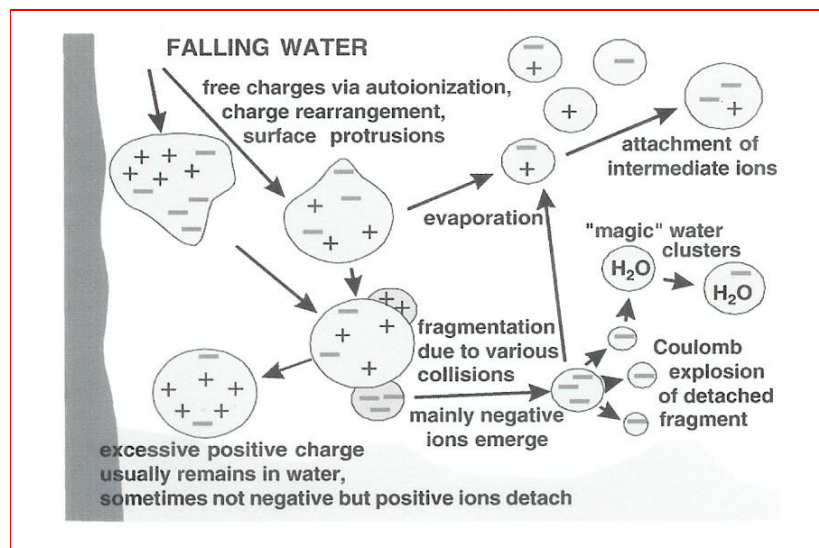 FALLING WATER
free charges via autoionization,
charge rearrangement,
surface protrusions
attachment of
intermediate ions
evaporation
"magic" water
clusters
H₂O
H₂O
fragmentation
due to various
collisions
Coulomb
explosion
of detached
fragment
mainly negative
ions emerge
excessive positive charge
usually remains in water,
sometimes not negative but positive ions detach